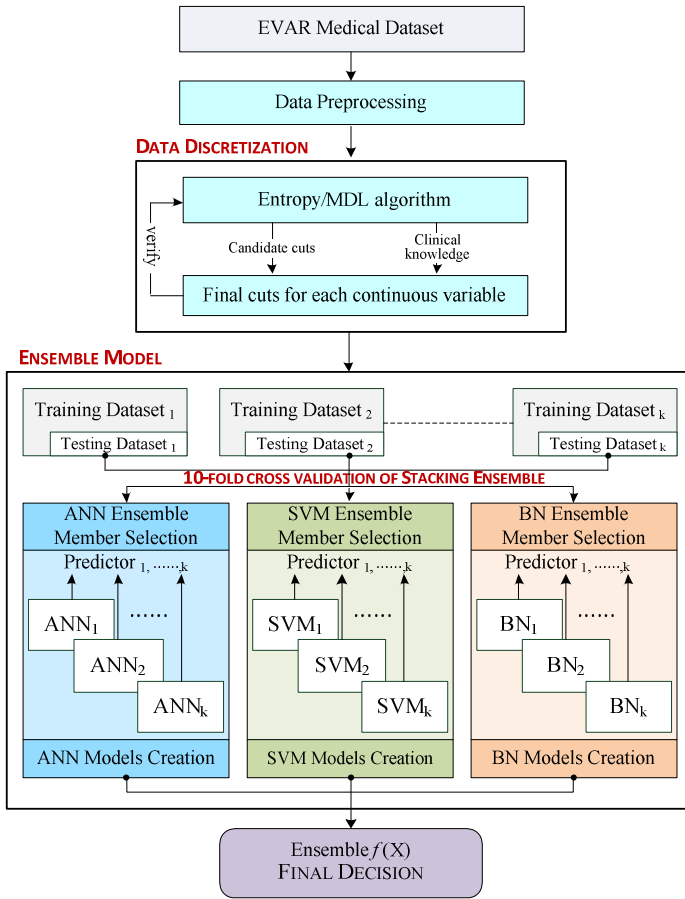 EVAR Medical Dataset
Data Preprocessing
DATA DISCRETIZATION
Entropy/MDL algorithm
verify
Candidate cuts
Clinical
knowledge
Final cuts for each continuous variable
ENSEMBLE MODEL
Training Dataset 1
Testing Dataset 1
Training Dataset 2
Testing Dataset 2
Training Dataset k
Testing Dataset k
10-FOLD CROSS VALIDATION OF STACKING ENSEMBLE
ANN Ensemble
Member Selection
Predictor 1, ......,k
ANN1
......
ANN2
ANNk
ANN Models Creation
SVM Ensemble
Member Selection
Predictor 1, ......,k
SVM1
......
SVM2
SVMk
SVM Models Creation
BN Ensemble
Member Selection
Predictor 1, ......,k
BN1
......
BN2
BNk
BN Models Creation
Ensemble f (X)
FINAL DECISION